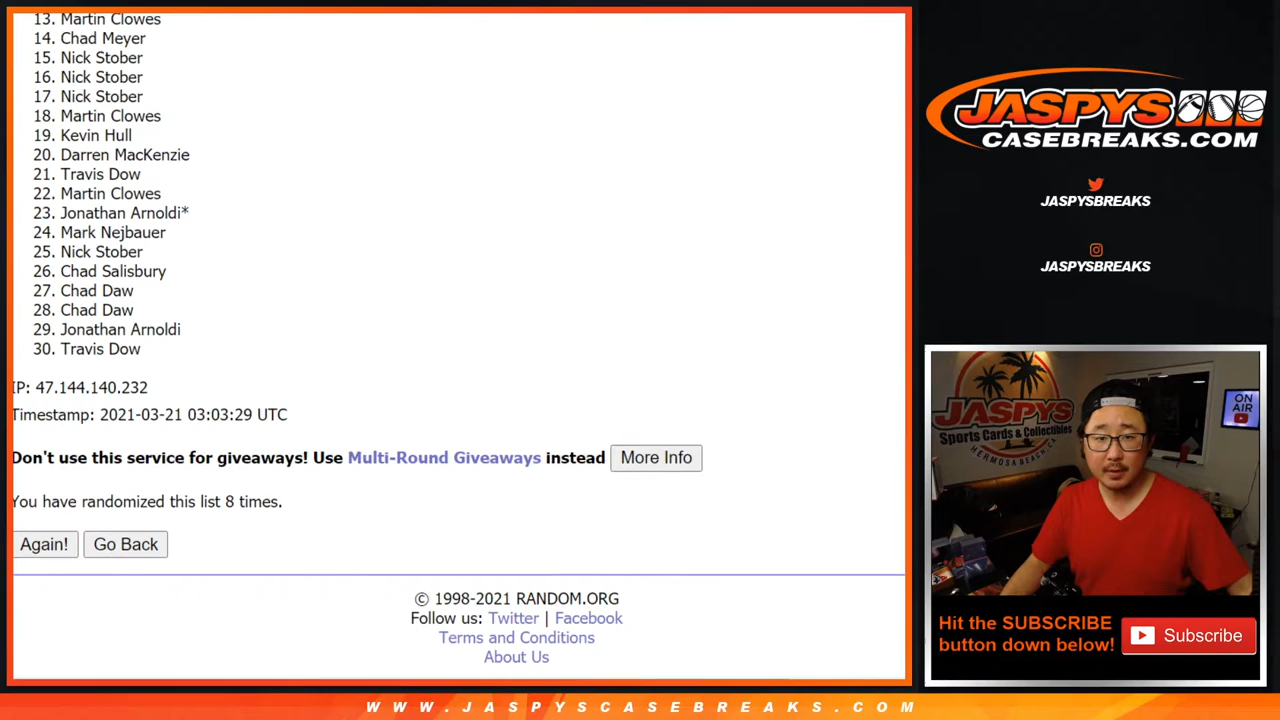 13. Martin Clowes
14. Chad Meyer
15. Nick Stober
16. Nick Stober
17. Nick Stober
18. Martin Clowes
19. Kevin Hull
20. Darren MacKenzie
21. Travis Dow
22. Martin Clowes
23. Jonathan Arnoldi*
24. Mark Nejbauer
25. Nick Stober
26. Chad Salisbury
27. Chad Daw
28. Chad Daw
29. Jonathan Arnoldi
30. Travis Dow
IP: 47.144.140.232
Timestamp: 2021-03-21 03:03:29 UTC
Don't use this service for giveaways! Use Multi-Round Giveaways instead More Info
You have randomized this list 8 times.
Again! Go Back
© 1998-2021 RANDOM.ORG
Follow us: Twitter | Facebook
Terms and Conditions
About Us
JASPYS
CASEBREAKS.COM
JASPYSBREAKS
JASPYSBREAKS
JASPYS
Sports Cards & Collectibles
HERMOSA BEACH, CA
ON
AIR
Hit the SUBSCRIBE
button down below!
Subscribe
WWW.JASPYSCASEBREAKS.COM